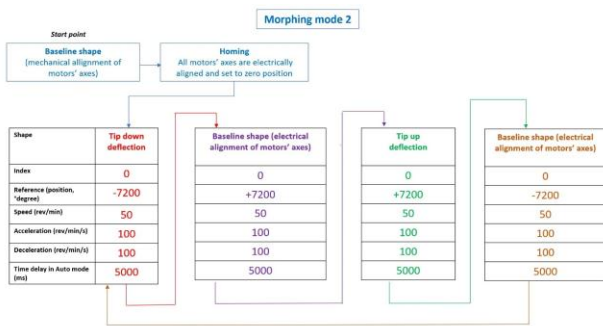 Morphing mode 2
Start point
Baseline shape
(mechanical allignment of
motors' axes)
Homing
All motors' axes are electrically
aligned and set to zero position
Shape
Tip down
deflection
Baseline shape (electrical
alignment of motors' axes)
Tip up
deflection
Baseline shape (electrical
alignment of motors' axes)
Index
0
0
0
0
Reference (position,
°degree)
-7200
+7200
+7200
-7200
Speed (rev/min)
50
50
50
50
Acceleration (rev/min/s)
100
100
100
100
Deceleration (rev/min/s)
100
100
100
100
Time delay in Auto mode
(ms)
5000
5000
5000
5000